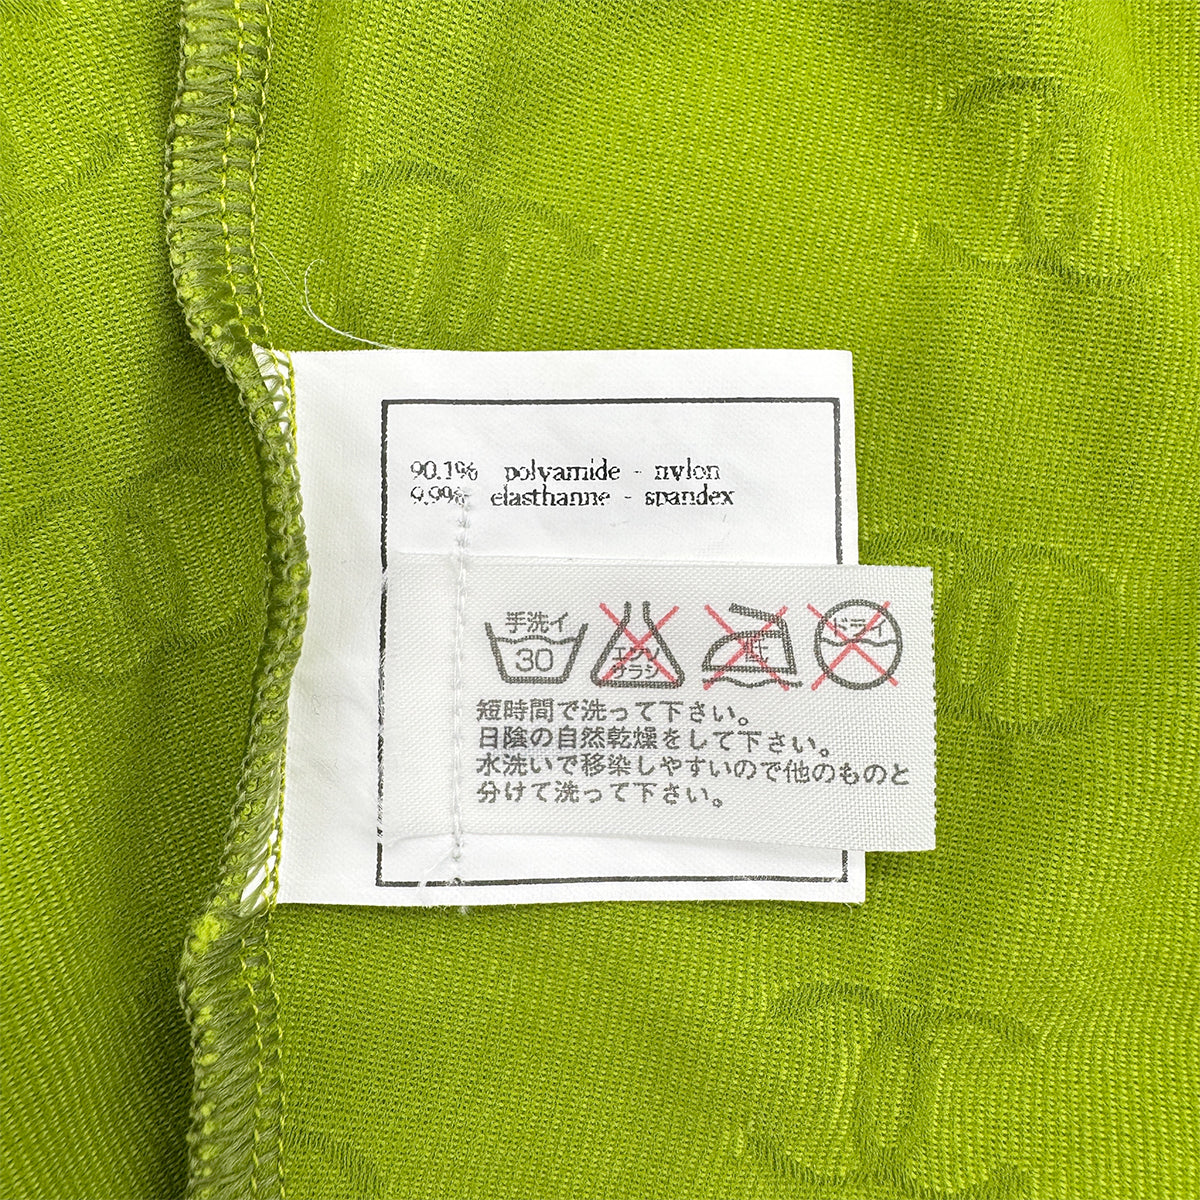 90.1% polyamide - nylon
9.9% elasthanne - spandex
手洗イ
30
エンソ
サラシ
低
ドライ
短時間で洗って下さい。
日陰の自然乾燥をして下さい。
水洗いで移染しやすいので他のものと
分けて洗って下さい。